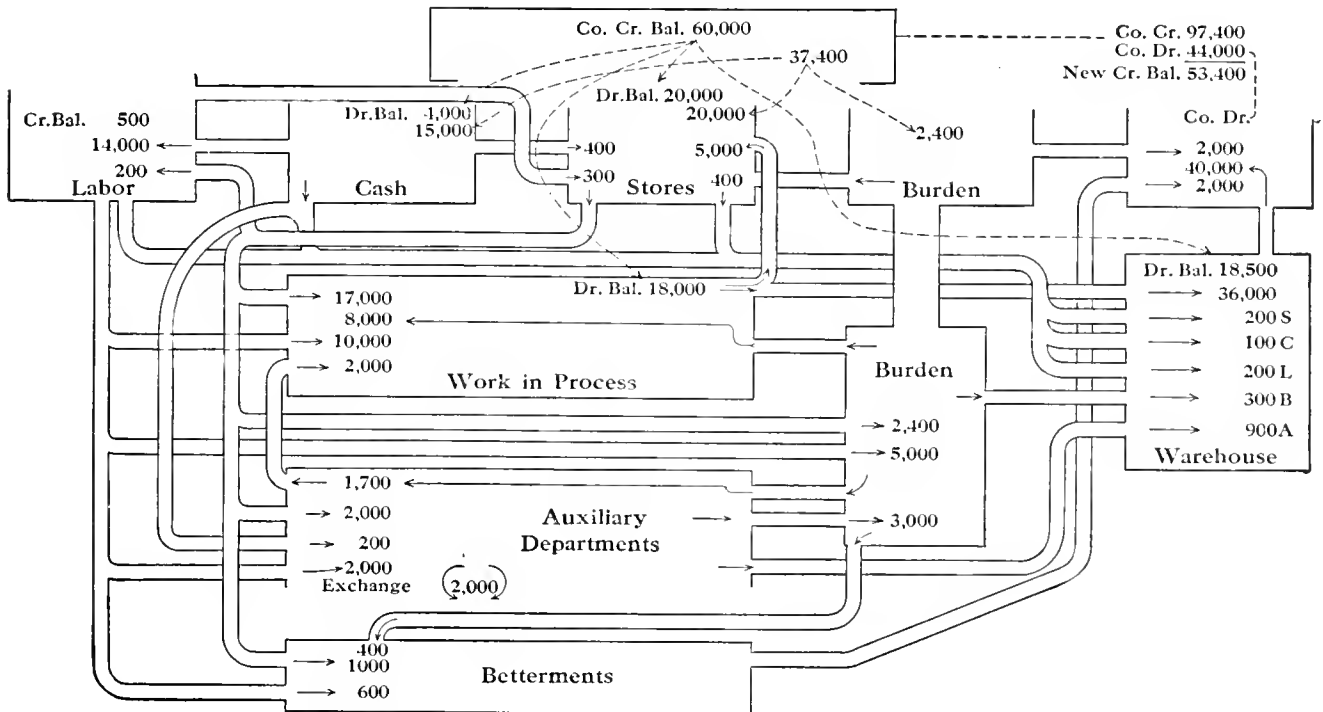 Co. Cr. Bal. 60,000
37,400
Co. Cr. 97,400
Co. Dr. 44,000
New Cr. Bal. 53,400
Cr.Bal. 500
14,000
200
Labor
Dr.Bal. 4,000
15,000
Cash
Dr.Bal. 20,000
20,000
400
5,000
300
400
Stores
2,400
Burden
Co. Dr.
2,000
40,000
2,000
Dr. Bal. 18,000
17,000
8,000
10,000
2,000
Work in Process
Burden
2,400
5,000
3,000
Dr. Bal. 18,500
36,000
200 S
100 C
200 L
300 B
900 A
Warehouse
1,700
2,000
200
2,000
Exchange
2,000
Auxiliary
Departments
400
1000
600
Betterments